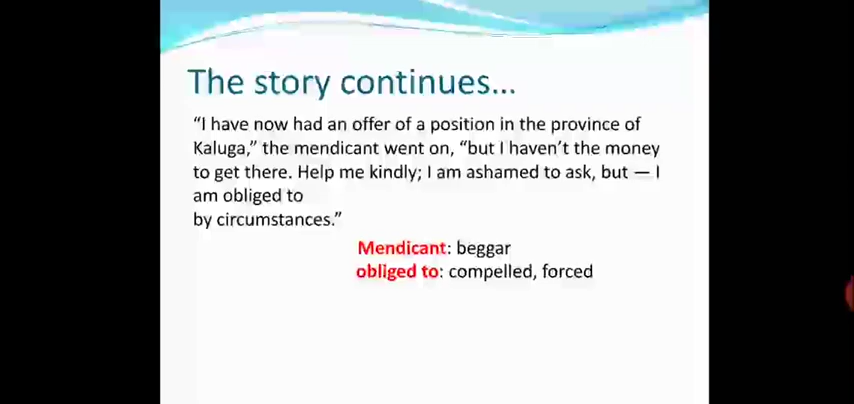 The story continues…
“I have now had an offer of a position in the province of
Kaluga,” the mendicant went on, “but I haven’t the money
to get there. Help me kindly; I am ashamed to ask, but — I
am obliged to
by circumstances.”
Mendicant: beggar
obliged to: compelled, forced